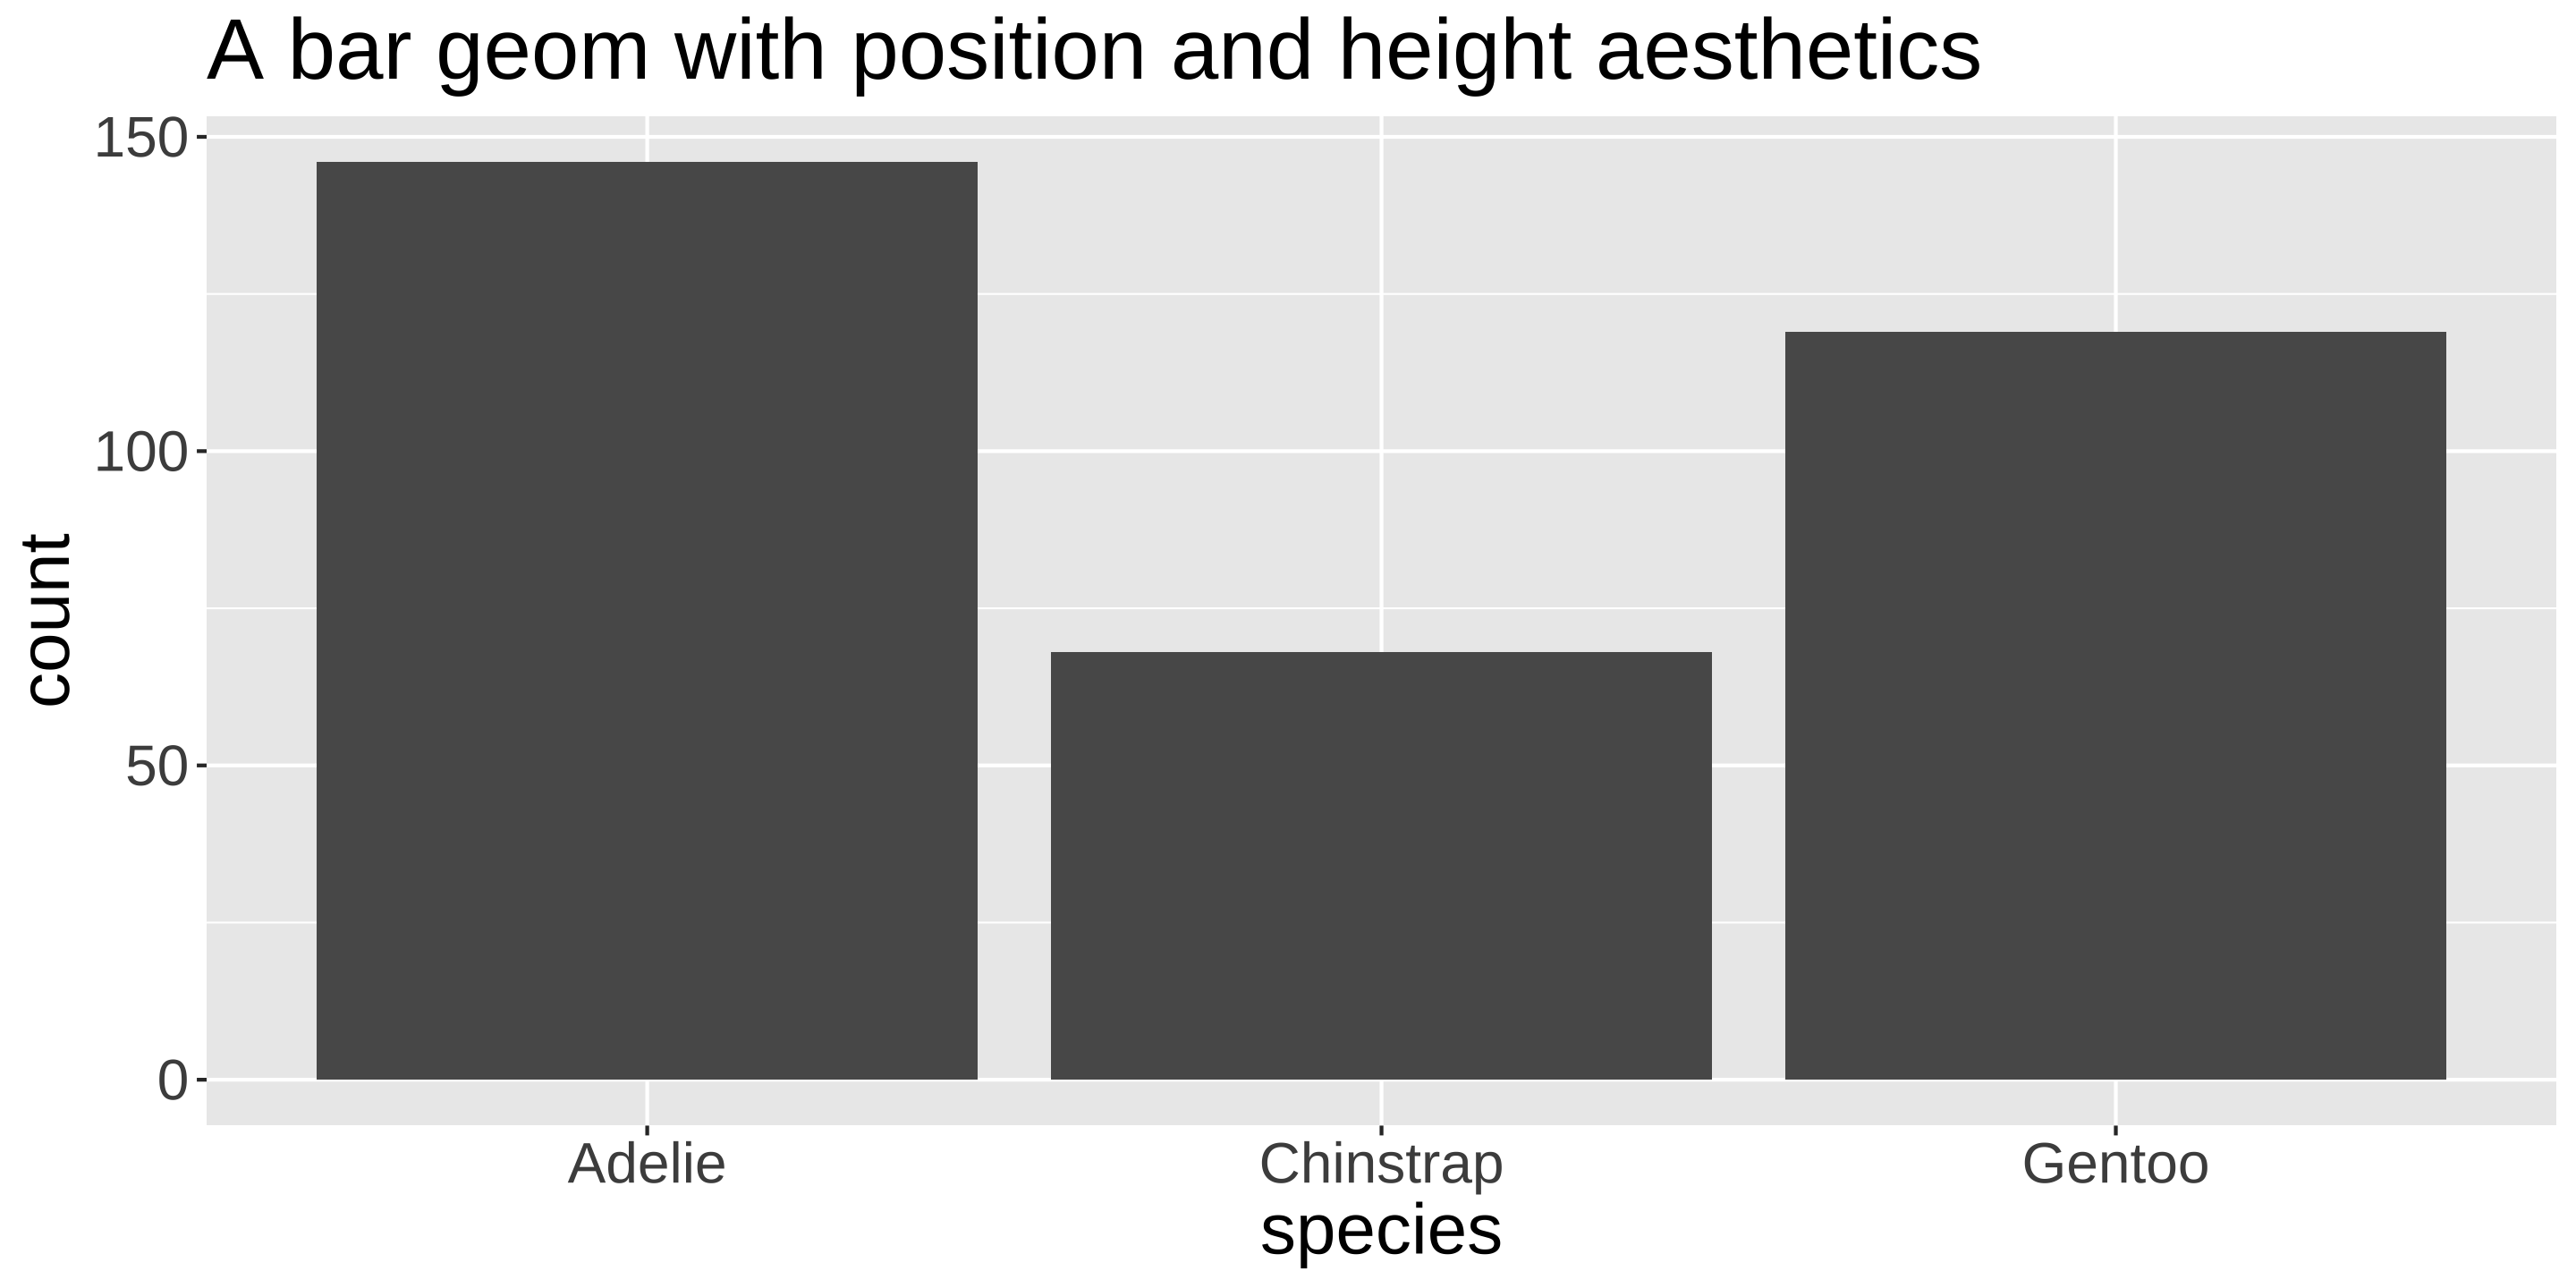 A bar geom with position and height aesthetics
150
100
50
0
count
Adelie Chinstrap Gentoo
species